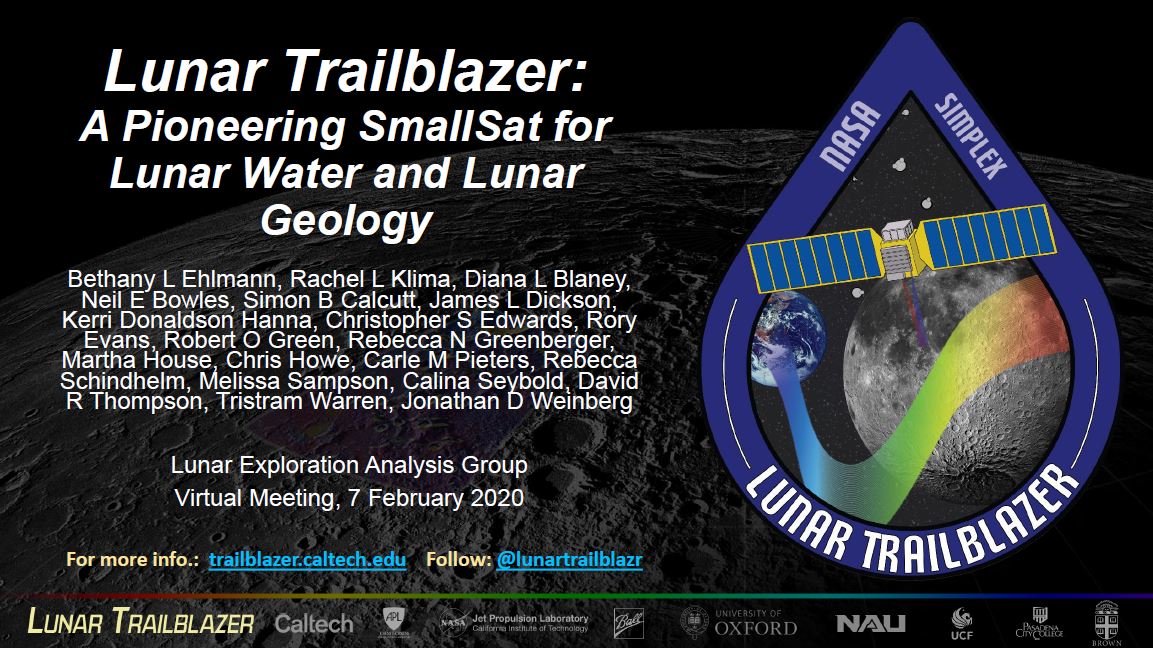 Lunar Trailblazer:
A Pioneering SmallSat for
Lunar Water and Lunar
Geology
Bethany L Ehlmann, Rachel L Klima, Diana L Blaney,
Neil E Bowles, Simon B Calcutt, James L Dickson,
Kerri Donaldson Hanna, Christopher S Edwards, Rory
Evans, Robert O Green, Rebecca N Greenberger,
Martha House, Chris Howe, Carle M Pieters, Rebecca
Schindhelm, Melissa Sampson, Calina Seybold, David
R Thompson, Tristram Warren, Jonathan D Weinberg
Lunar Exploration Analysis Group
Virtual Meeting, 7 February 2020
For more info.: trailblazer.caltech.edu Follow: @lunartrailblazr
NASA
SIMPLEX
LUNAR TRAILBLAZER
LUNAR TRAILBLAZER
Caltech
APL
NASA
Jet Propulsion Laboratory
California Institute of Technology
Ball
UNIVERSITY OF
OXFORD
NAU
UCF
PASADENA
CITY COLLEGE
BROWN